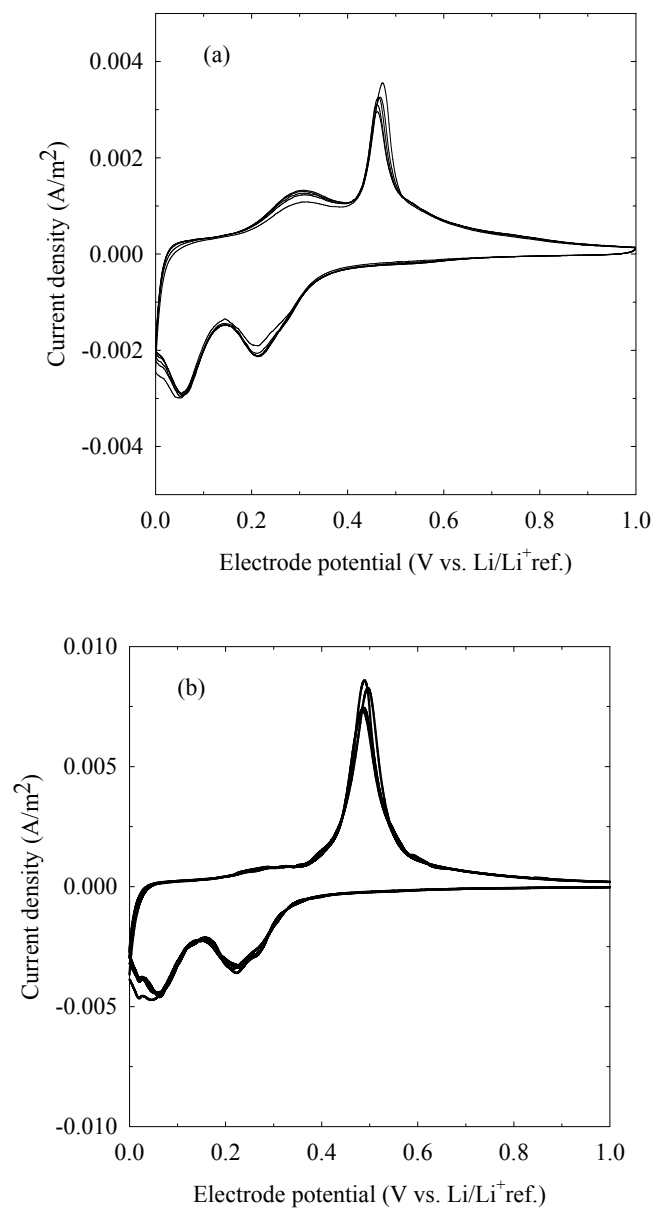 (a)
0.004
0.002
0.000
-0.002
-0.004
Current density (A/m²)
0.0 0.2 0.4 0.6 0.8 1.0
Electrode potential (V vs. Li/Li⁺ref.)
(b)
0.010
0.005
0.000
-0.005
-0.010
Current density (A/m²)
0.0 0.2 0.4 0.6 0.8 1.0
Electrode potential (V vs. Li/Li⁺ref.)